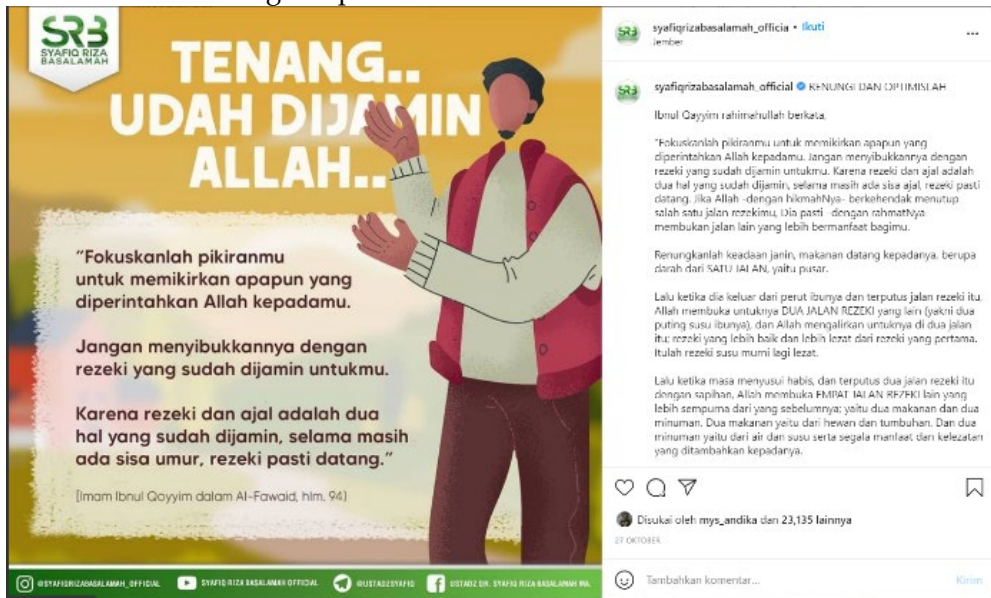 SRB
SYAFIQ RIZA
BASALAMAH
TENANG..
UDAH DIJAMIN
ALLAH..
“Fokuskanlah pikiranmu
untuk memikirkan apapun yang
diperintahkan Allah kepadamu.
Jangan menyibukkannya dengan
rezeki yang sudah dijamin untukmu.
Karena rezeki dan ajal adalah dua
hal yang sudah dijamin, selama masih
ada sisa umur, rezeki pasti datang.”
[Imam Ibnul Qoyyim dalam Al-Fawaid, hlm. 94)
@SYAFIQRIZABASALAMAH_OFFICIAL
SYAFIQ RIZA BASALAMAH OFFICIAL
@USTADZSYAFIQ
USTADZ DR. SYAFIQ RIZA BASALAMAH MA.
syafiqrizabasalamah_officia • Ikuti
Jember
syafiqrizabasalamah_official RENUNGI DAN OPTIMISLAH
Ibnul Qayyim rahimahullah berkata,
"Fokuskanlah pikiranmu untuk memikirkan apapun yang
diperintahkan Allah kepadamu. Jangan menyibukkannya dengan
rezeki yang sudah dijamin untukmu. Karena rezeki dan ajal adalah
dua hal yang sudah dijamin, selama masih ada sisa ajal, rezeki pasti
datang. Jika Allah -dengan hikmahNya- berkehendak menutup
salah satu jalan rezekimu, Dia pasti -dengan rahmatNya
membukan jalan lain yang lebih bermanfaat bagimu.
Renungkanlah keadaan janin, makanan datang kepadanya, berupa
darah dari SATU JALAN, yaitu pusar.
Lalu ketika dia keluar dari perut ibunya dan terputus jalan rezeki itu,
Allah membuka untuknya DUA JALAN REZEKI yang lain (yakni dua
puting susu ibunya), dan Allah mengalirkan untuknya di dua jalan
itu; rezeki yang lebih baik dan lebih lezat dari rezeki yang pertama.
Itulah rezeki susu murni lagi lezat.
Lalu ketika masa menyusui habis, dan terputus dua jalan rezeki itu
dengan sapihan, Allah membuka EMPAT JALAN REZEKI lain yang
lebih sempurna dari yang sebelumnya; yaitu dua makanan dan dua
minuman. Dua makanan yaitu dari hewan dan tumbuhan. Dan dua
minuman yaitu dari air dan susu serta segala manfaat dan kelezatan
yang ditambahkan kepadanya.
Disukai oleh mys_andika dan 23,135 lainnya
27 OKTOBER
Tambahkan komentar...
Kirim